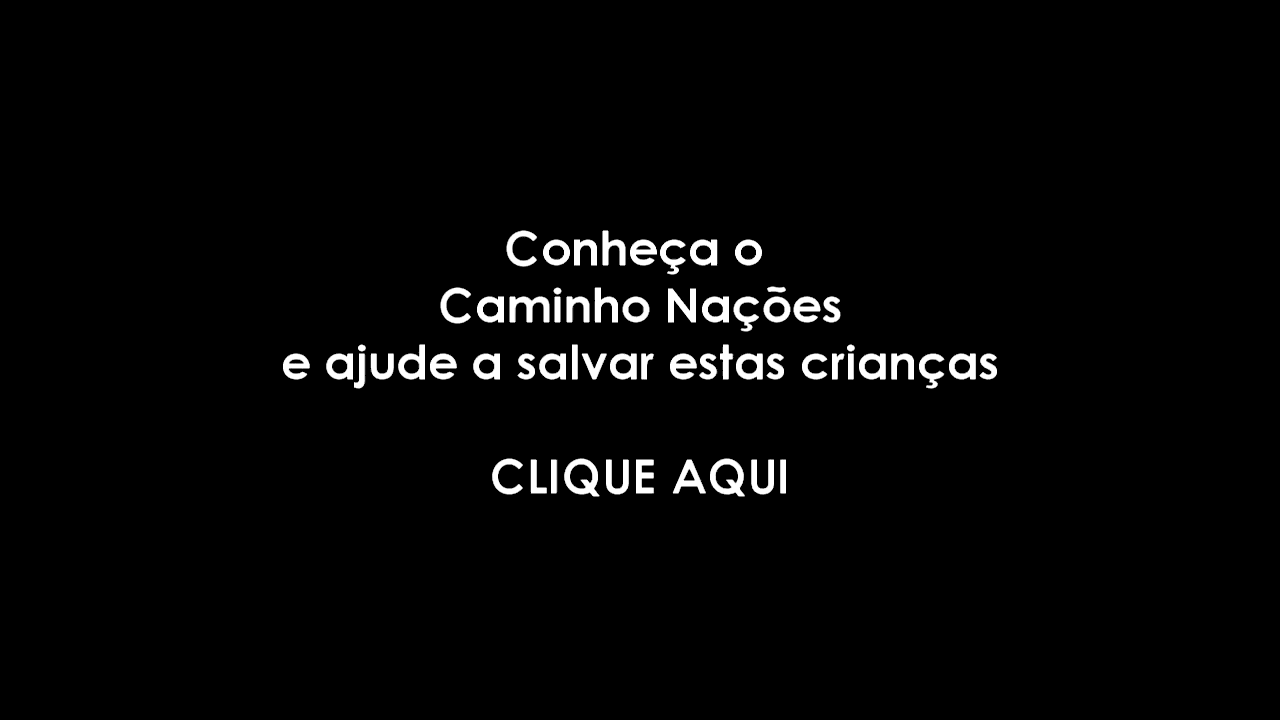 Conheça o
Caminho Nações
e ajude a salvar estas crianças
CLIQUE AQUI